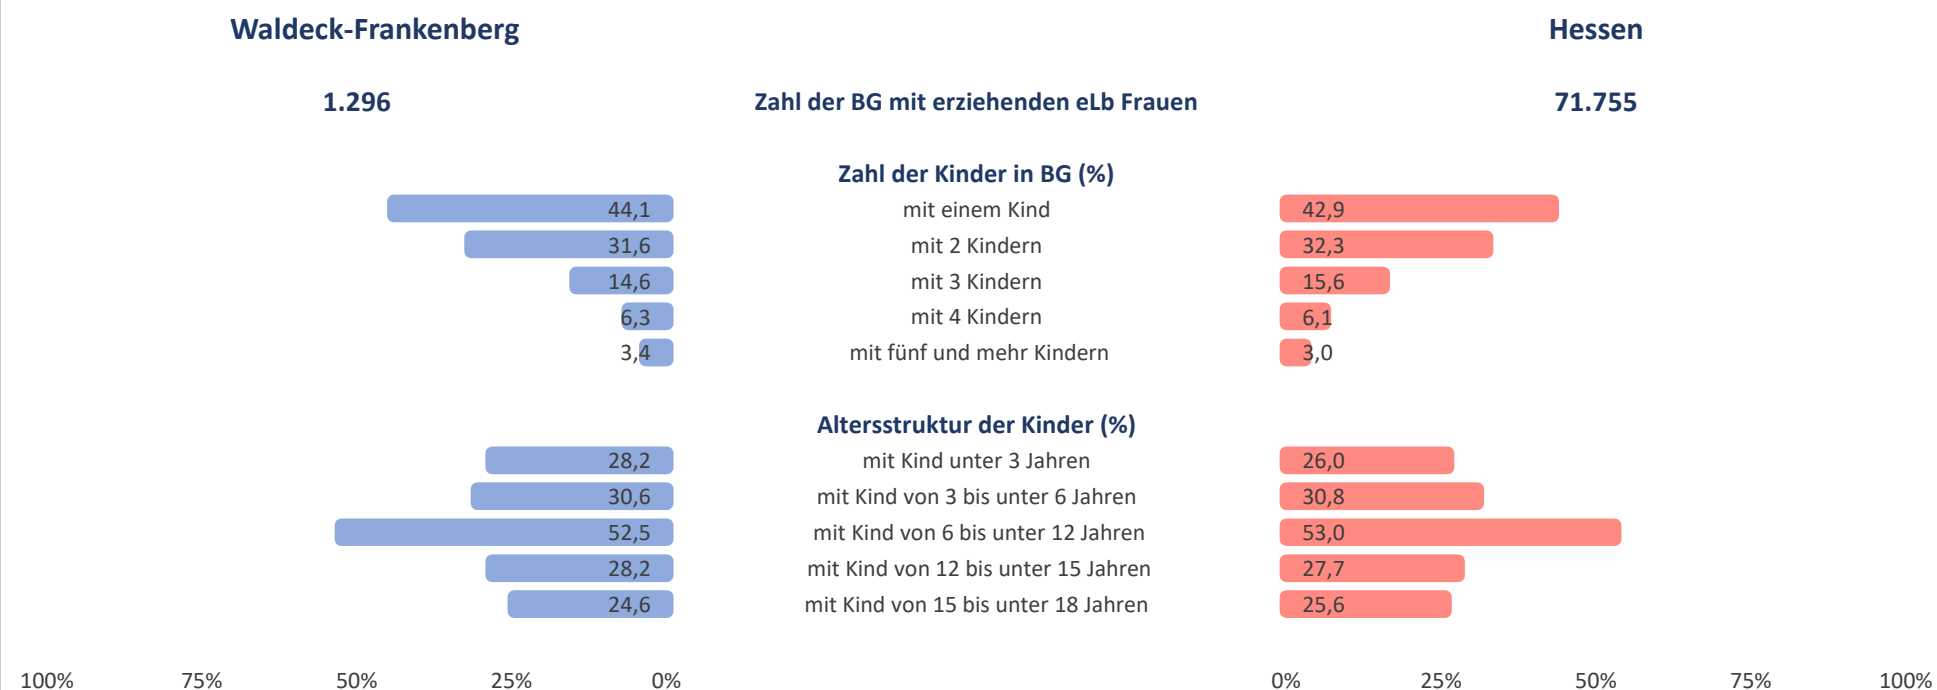 Waldeck-Frankenberg Hessen
1.296 Zahl der BG mit erziehenden eLb Frauen 71.755
Zahl der Kinder in BG (%)
44,1 mit einem Kind 42,9
31,6 mit 2 Kindern 32,3
14,6 mit 3 Kindern 15,6
6,3 mit 4 Kindern 6,1
3,4 mit fünf und mehr Kindern 3,0
Altersstruktur der Kinder (%)
28,2 mit Kind unter 3 Jahren 26,0
30,6 mit Kind von 3 bis unter 6 Jahren 30,8
52,5 mit Kind von 6 bis unter 12 Jahren 53,0
28,2 mit Kind von 12 bis unter 15 Jahren 27,7
24,6 mit Kind von 15 bis unter 18 Jahren 25,6
100% 75% 50% 25% 0% 0% 25% 50% 75% 100%